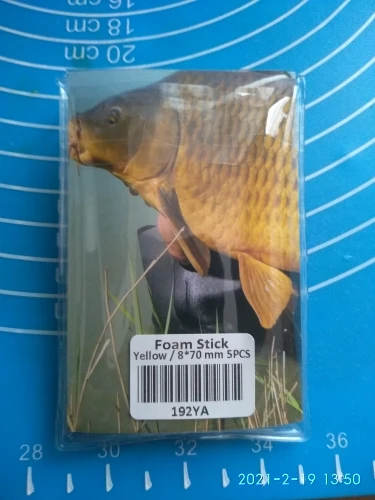 16 cm
18 cm
20 cm
Foam Stick
Yellow / 8*70 mm 5PCS
192YA
28 30 32 34 36
2021-2-19 13:50